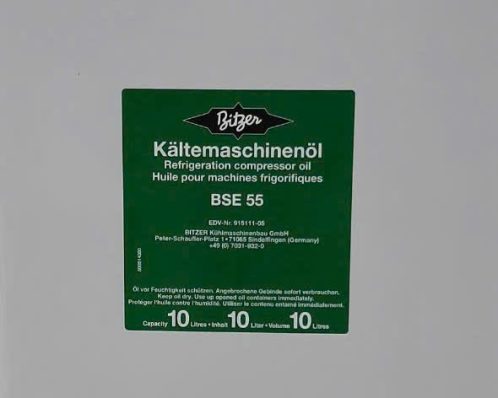 Bitzer
Kältemaschinenöl
Refrigeration compressor oil
Huile pour machines frigorifiques
BSE 55
EDV-Nr. 915111-05
BITZER Kühlmaschinenbau GmbH
Peter-Schaufler-Platz 1 • 71065 Sindelfingen (Germany)
+49 (0) 7031-932-0
Öl vor Feuchtigkeit schützen. Angebrochene Gebinde sofort verbrauchen.
Keep oil dry. Use up opened oil containers immediately.
Protéger l'huile contre l'humidité. Utiliser le contenu entamé immédialement.
Capacity 10 Litres • Inhalt 10 Liter • Volume 10 Litres